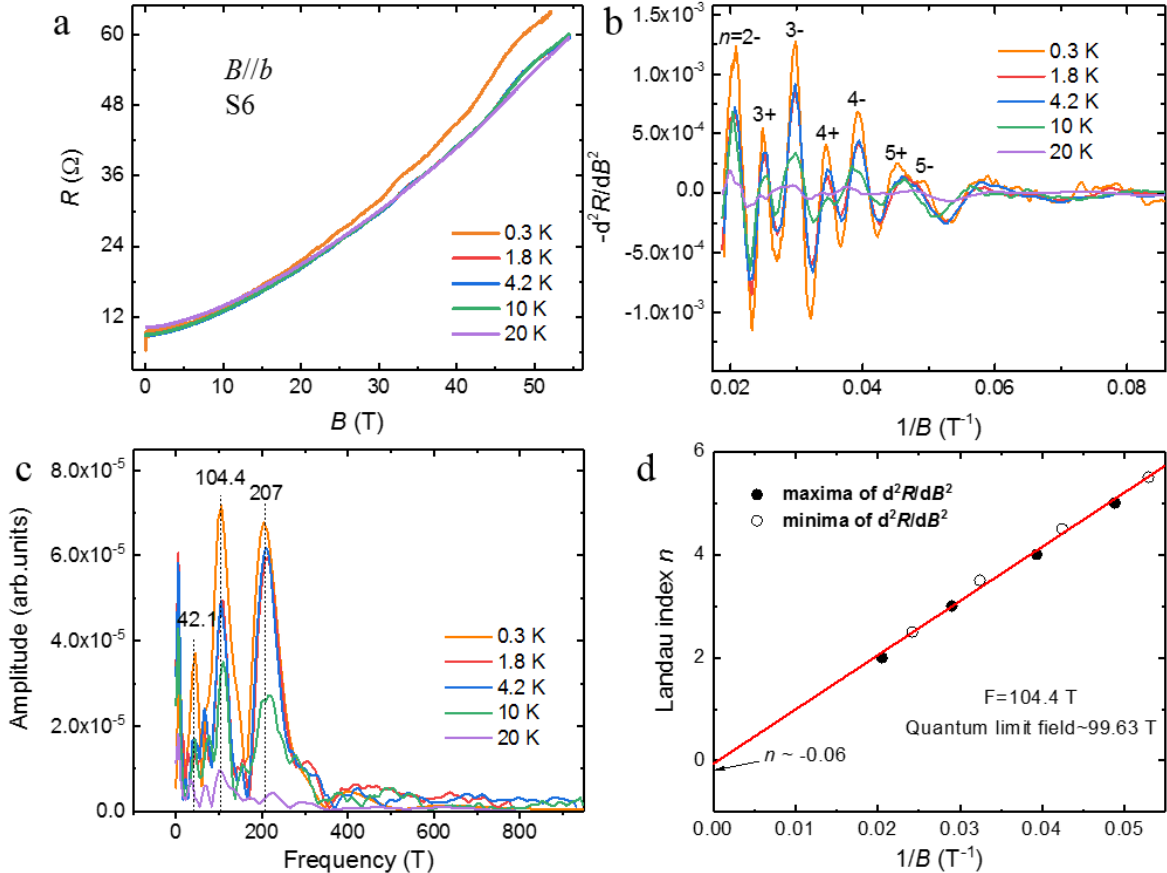 a
R (Ω)
60
48
36
24
12
B//b
S6
0.3 K
1.8 K
4.2 K
10 K
20 K
0 10 20 30 40 50
B (T)
b
-d²R/dB²
1.5x10⁻³
1.0x10⁻³
5.0x10⁻⁴
0.0
-5.0x10⁻⁴
-1.0x10⁻³
n=2-
3+
3-
4+
4-
5+
5-
0.3 K
1.8 K
4.2 K
10 K
20 K
0.02 0.04 0.06 0.08
1/B (T⁻¹)
c
Amplitude (arb.units)
8.0x10⁻⁵
6.0x10⁻⁵
4.0x10⁻⁵
2.0x10⁻⁵
0.0
42.1
104.4
207
0.3 K
1.8 K
4.2 K
10 K
20 K
0 200 400 600 800
Frequency (T)
d
Landau index n
6
4
2
0
maxima of d²R/dB²
minima of d²R/dB²
F=104.4 T
Quantum limit field~99.63 T
n ~ -0.06
0.00 0.01 0.02 0.03 0.04 0.05
1/B (T⁻¹)